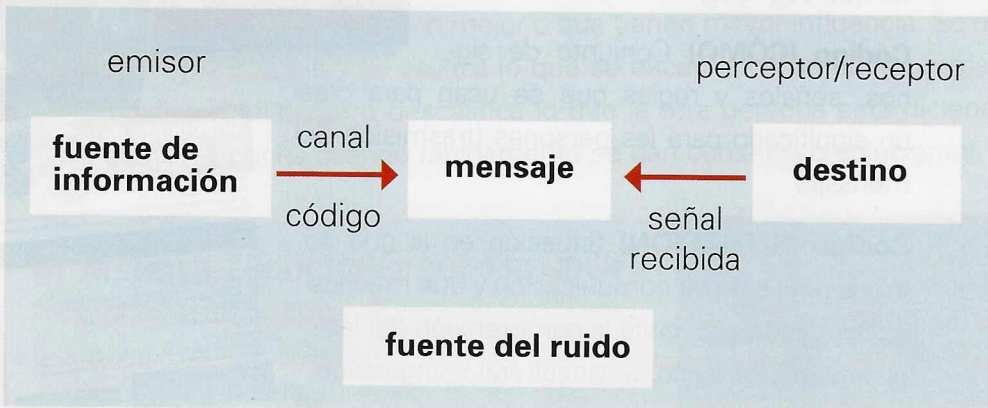 emisor
perceptor/receptor
fuente de
información
canal
código
mensaje
señal
recibida
destino
fuente del ruido